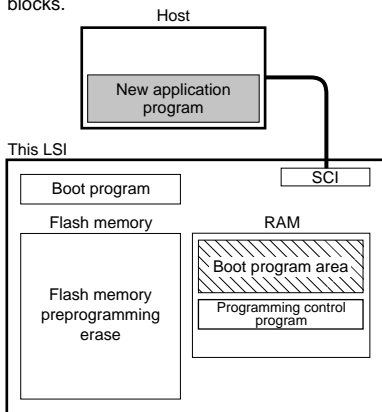 blocks.
Host
New application
program
This LSI
SCI
Boot program
Flash memory
RAM
Boot program area
Flash memory
preprogramming
erase
Programming control
program